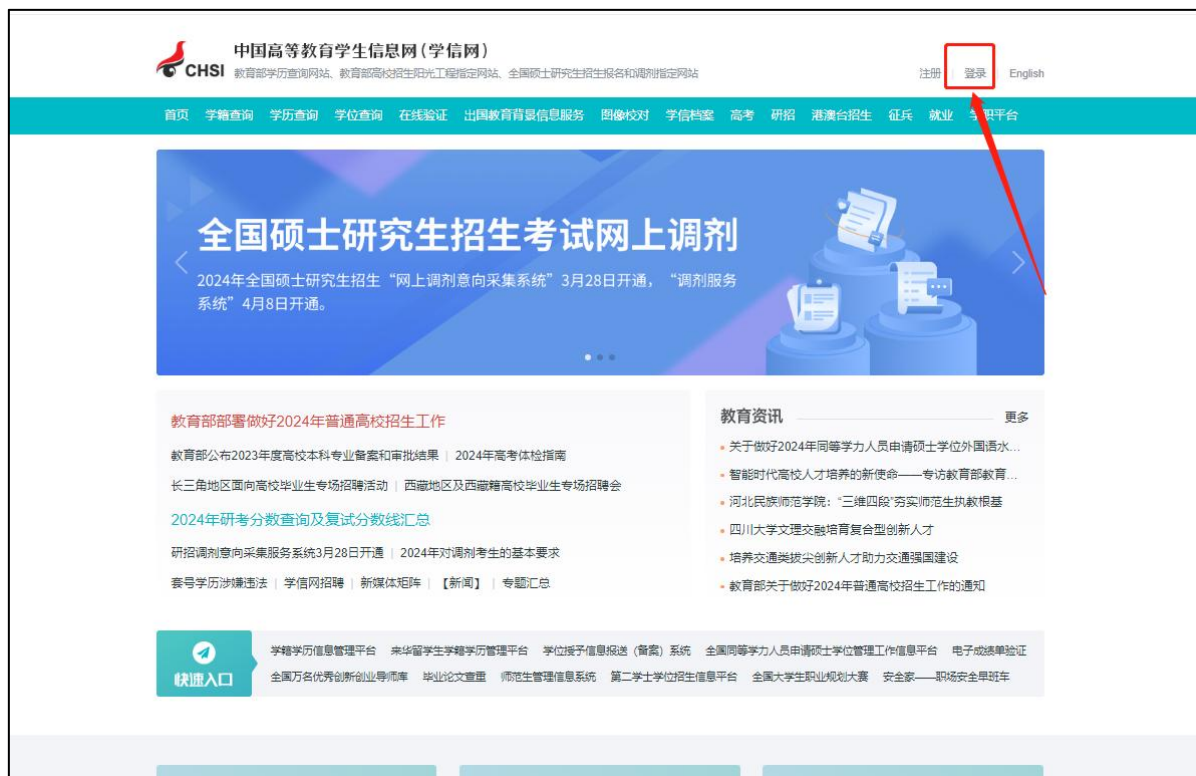 中国高等教育学生信息网(学信网)
CHSI 教育部学历查询网站、教育部高校招生阳光工程指定网站、全国硕士研究生招生报名和调剂指定网站
注册 | 登录 | English
首页 学籍查询 学历查询 学位查询 在线验证 出国教育背景信息服务 图像校对 学信档案 高考 研招 港澳台招生 征兵 就业 学职平台
全国硕士研究生招生考试网上调剂
2024年全国硕士研究生招生“网上调剂意向采集系统”3月28日开通，“调剂服务
系统”4月8日开通。
教育部部署做好2024年普通高校招生工作
教育部公布2023年度高校本科专业备案和审批结果 | 2024年高考体检指南
长三角地区面向高校毕业生专场招聘活动 | 西藏地区及西藏籍高校毕业生专场招聘会
2024年研考分数查询及复试分数线汇总
研招调剂意向采集服务系统3月28日开通 | 2024年对调剂考生的基本要求
套号学历涉嫌违法 | 学信网招聘 | 新媒体矩阵 | 【新闻】 | 专题汇总
教育资讯 更多
关于做好2024年同等学力人员申请硕士学位外国语水...
智能时代高校人才培养的新使命——专访教育部教育...
河北民族师范学院：“三维四段”夯实师范生执教根基
四川大学文理交融培育复合型创新人才
培养交通类拔尖创新人才助力交通强国建设
教育部关于做好2024年普通高校招生工作的通知
快速入口
学籍学历信息管理平台 来华留学生学籍学历管理平台 学位授予信息报送（备案）系统 全国同等学力人员申请硕士学位管理工作信息平台 电子成绩单验证
全国万名优秀创新创业导师库 毕业论文查重 师范生管理信息系统 第二学士学位招生信息平台 全国大学生职业规划大赛 安全家——职场安全早班车